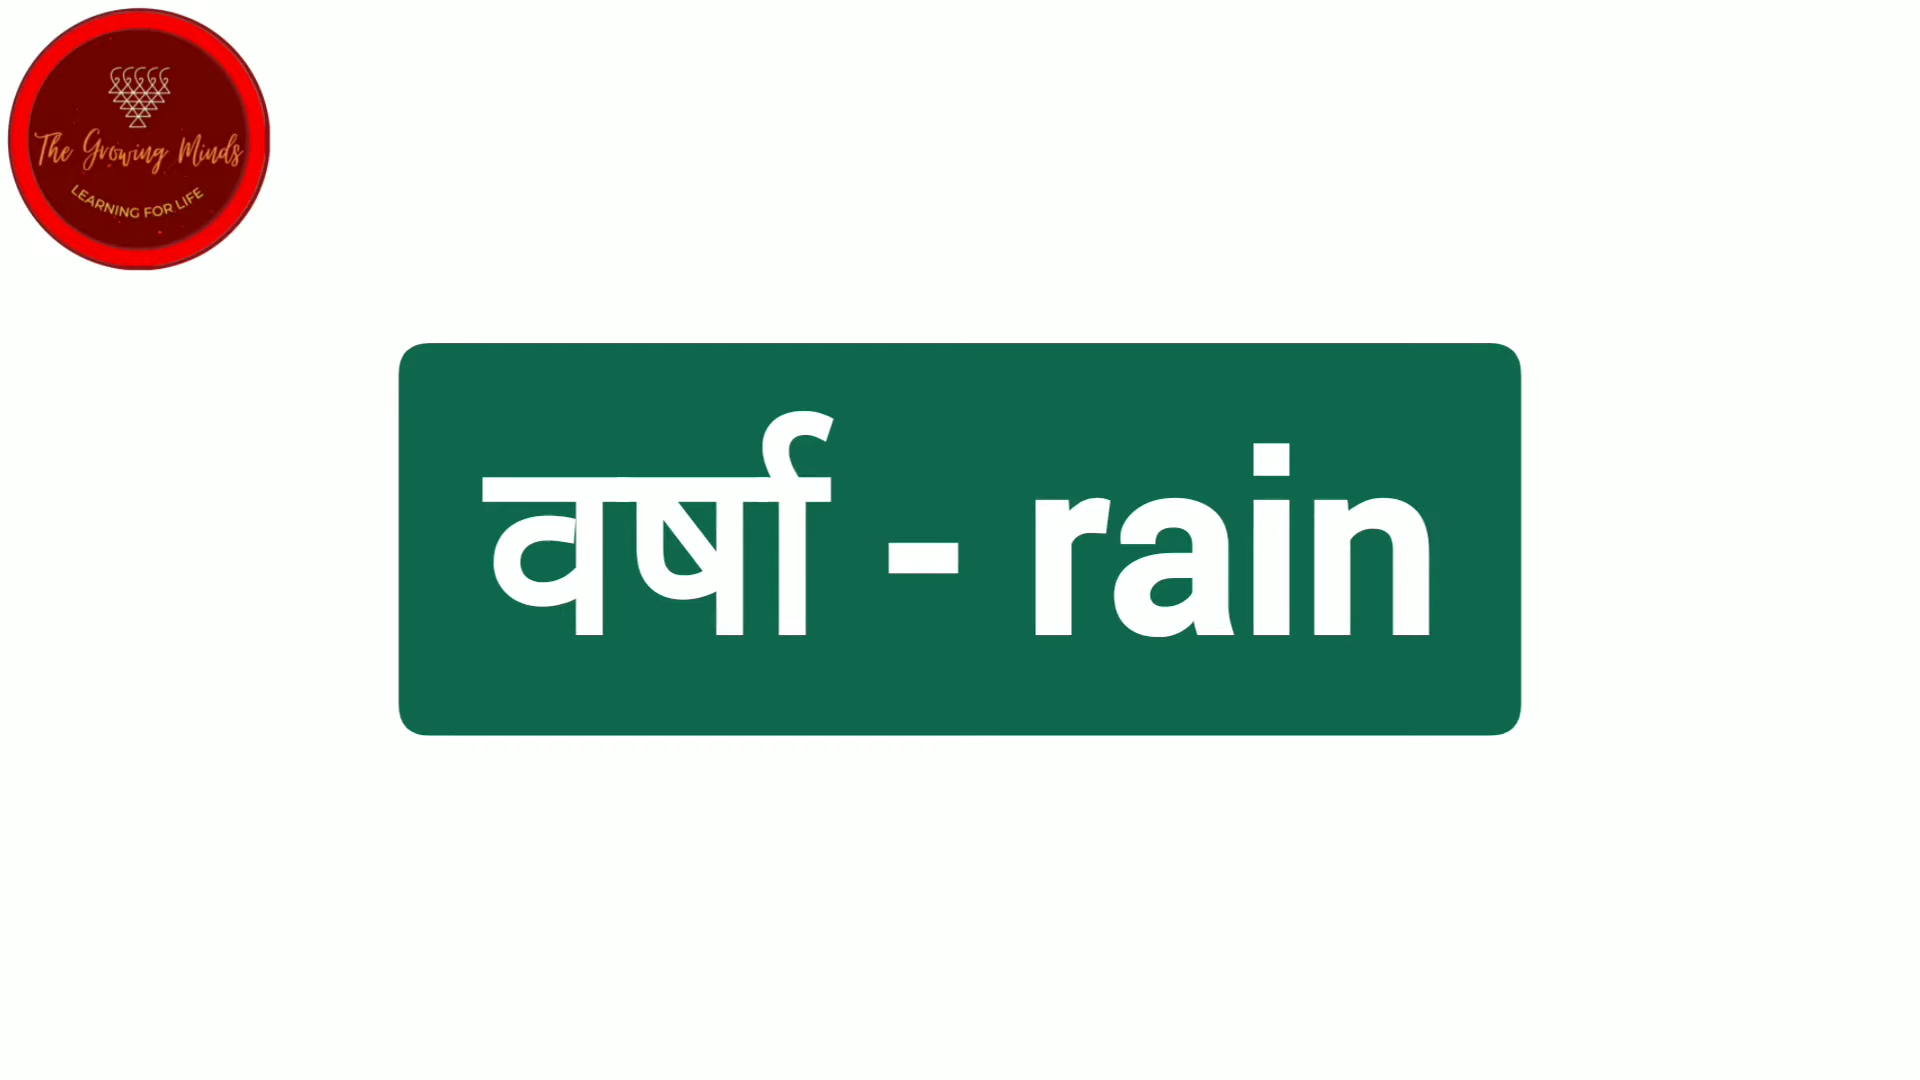 The Growing Minds
LEARNING FOR LIFE
वर्षा - rain